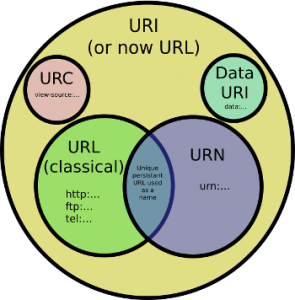 URI
(or now URL)
URC
view-source:...
Data
URI
data:...
URL
(classical)
http:...
ftp:...
tel:...
Unique
persistant
URL used
as a
name
URN
urn:...